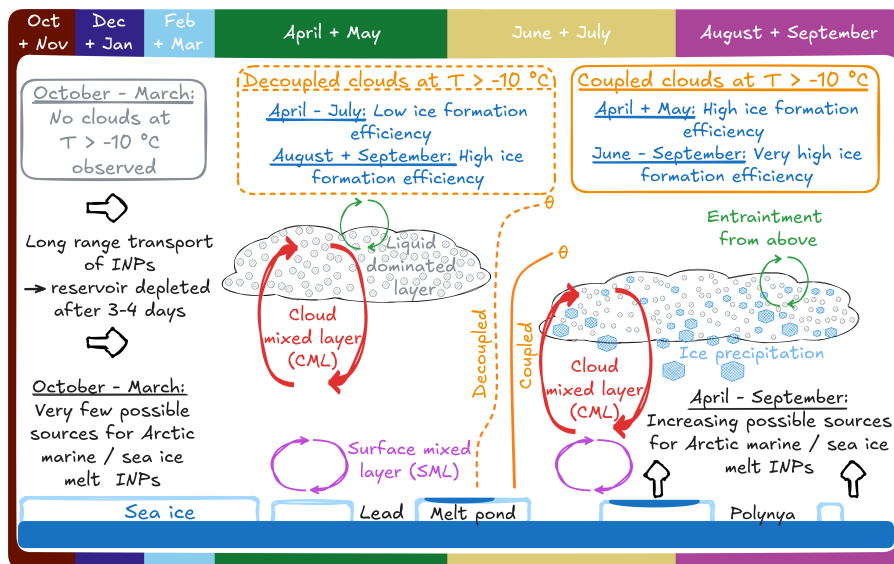 Oct
+ Nov
Dec
+ Jan
Feb
+ Mar
April + May
June + July
August + September
October - March:
No clouds at
T > -10 °C
observed
Decoupled clouds at T > -10 °C
April - July: Low ice formation
efficiency
August + September: High ice
formation efficiency
Coupled clouds at T > -10 °C
April + May: High ice formation
efficiency
June - September: Very high ice
formation efficiency
Long range transport
of INPs
→ reservoir depleted
after 3-4 days
October - March:
Very few possible
sources for Arctic
marine / sea ice
melt INPs
Liquid
dominated
layer
Cloud
mixed layer
(CML)
Surface mixed
layer (SML)
θ
Decoupled
θ
Coupled
Entraintment
from above
Ice precipitation
Cloud
mixed layer
(CML)
April - September:
Increasing possible sources
for Arctic marine / sea ice
melt INPs
Sea ice
Lead
Melt pond
Polynya